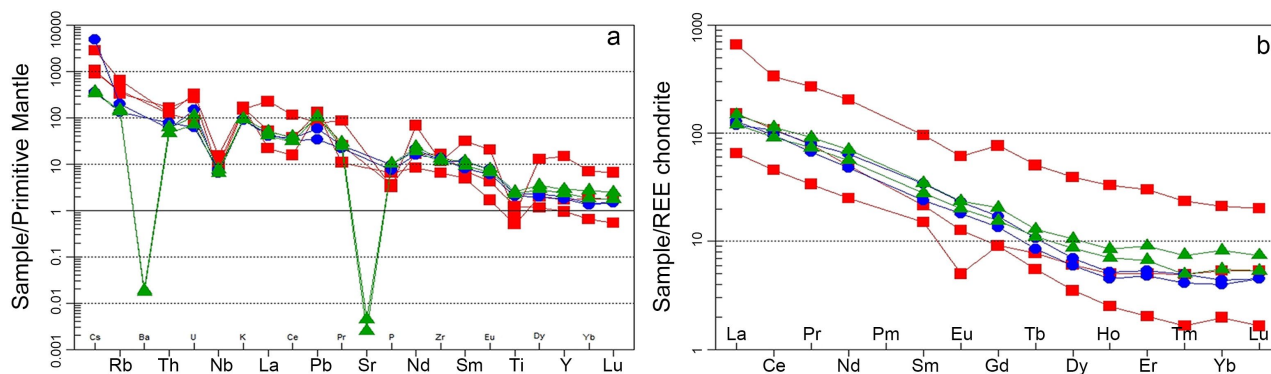 Sample/Primitive Mantle
10000
1000
100
10
1
0.1
0.01
0.001
a
Cs Ba U K La Ce Pr P Zr Eu Dy Yb
Rb Th Nb La Pb Sr Nd Sm Ti Y Lu
Sample/REE chondrite
1000
100
10
1
b
La Pr Pm Eu Tb Ho Tm Lu
Ce Nd Sm Gd Dy Er Yb